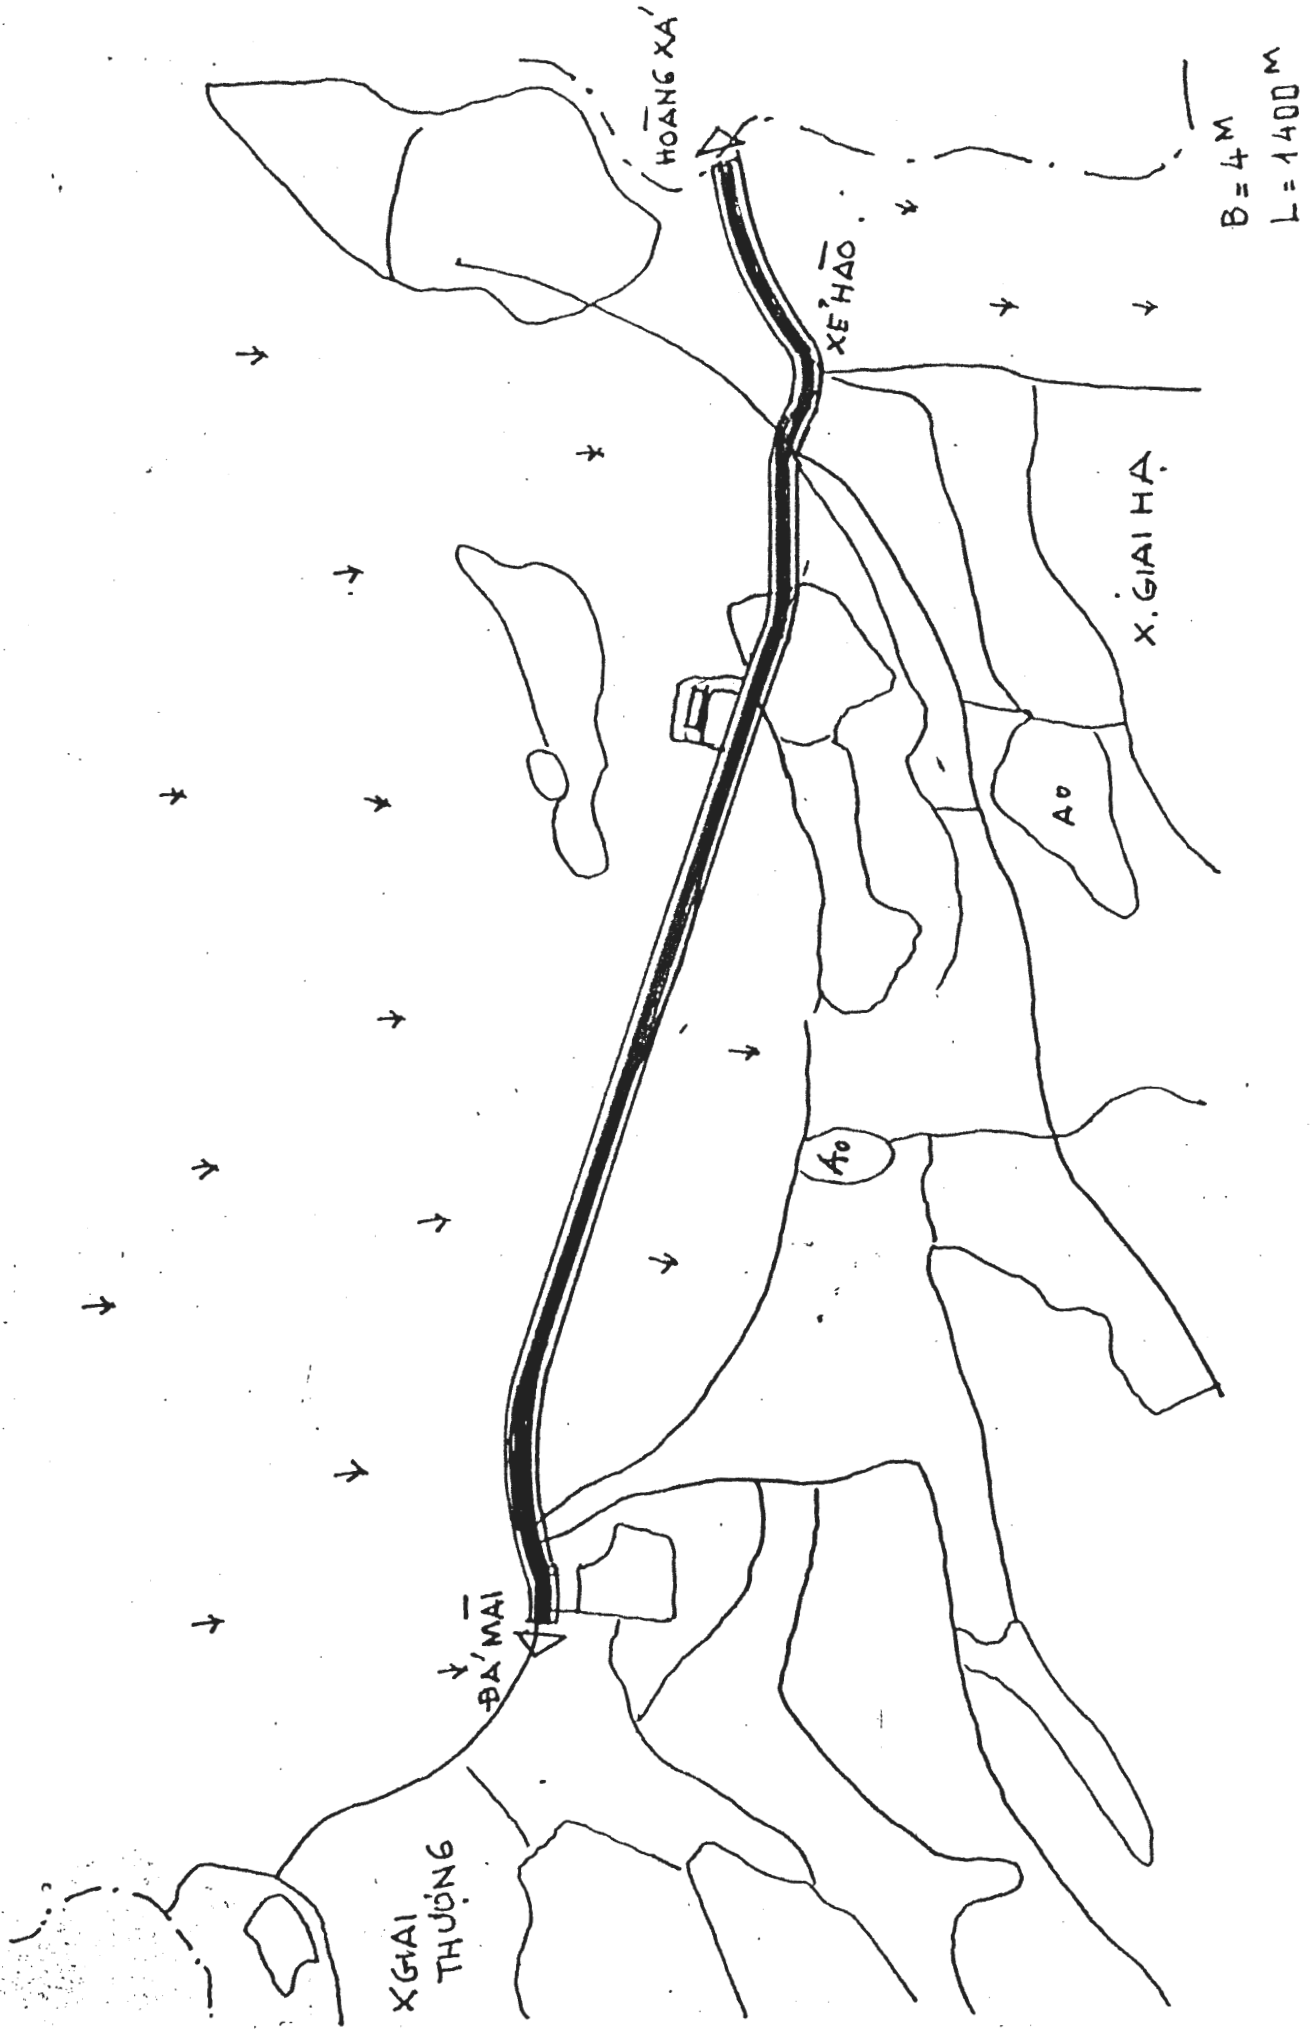 HOÀNG XÁ
XẺ HÀO
B = 4 M
L = 1400 M
X. GIAI HẠ
AO
AO
ĐÁ MÀI
X GIAI
THƯỢNG